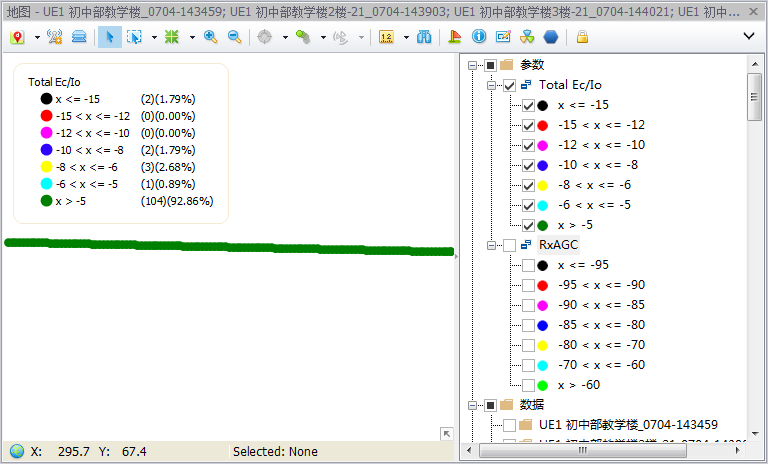 地图 - UE1 初中部教学楼_0704-143459; UE1 初中部教学楼2楼-21_0704-143903; UE1 初中部教学楼3楼-21_0704-144021; UE1 初中...
12
Total Ec/Io
x <= -15 (2)(1.79%)
-15 < x <= -12 (0)(0.00%)
-12 < x <= -10 (0)(0.00%)
-10 < x <= -8 (2)(1.79%)
-8 < x <= -6 (3)(2.68%)
-6 < x <= -5 (1)(0.89%)
x > -5 (104)(92.86%)
X: 295.7 Y: 67.4 Selected: None
参数
Total Ec/Io
x <= -15
-15 < x <= -12
-12 < x <= -10
-10 < x <= -8
-8 < x <= -6
-6 < x <= -5
x > -5
RxAGC
x <= -95
-95 < x <= -90
-90 < x <= -85
-85 < x <= -80
-80 < x <= -70
-70 < x <= -60
x > -60
数据
UE1 初中部教学楼_0704-143459